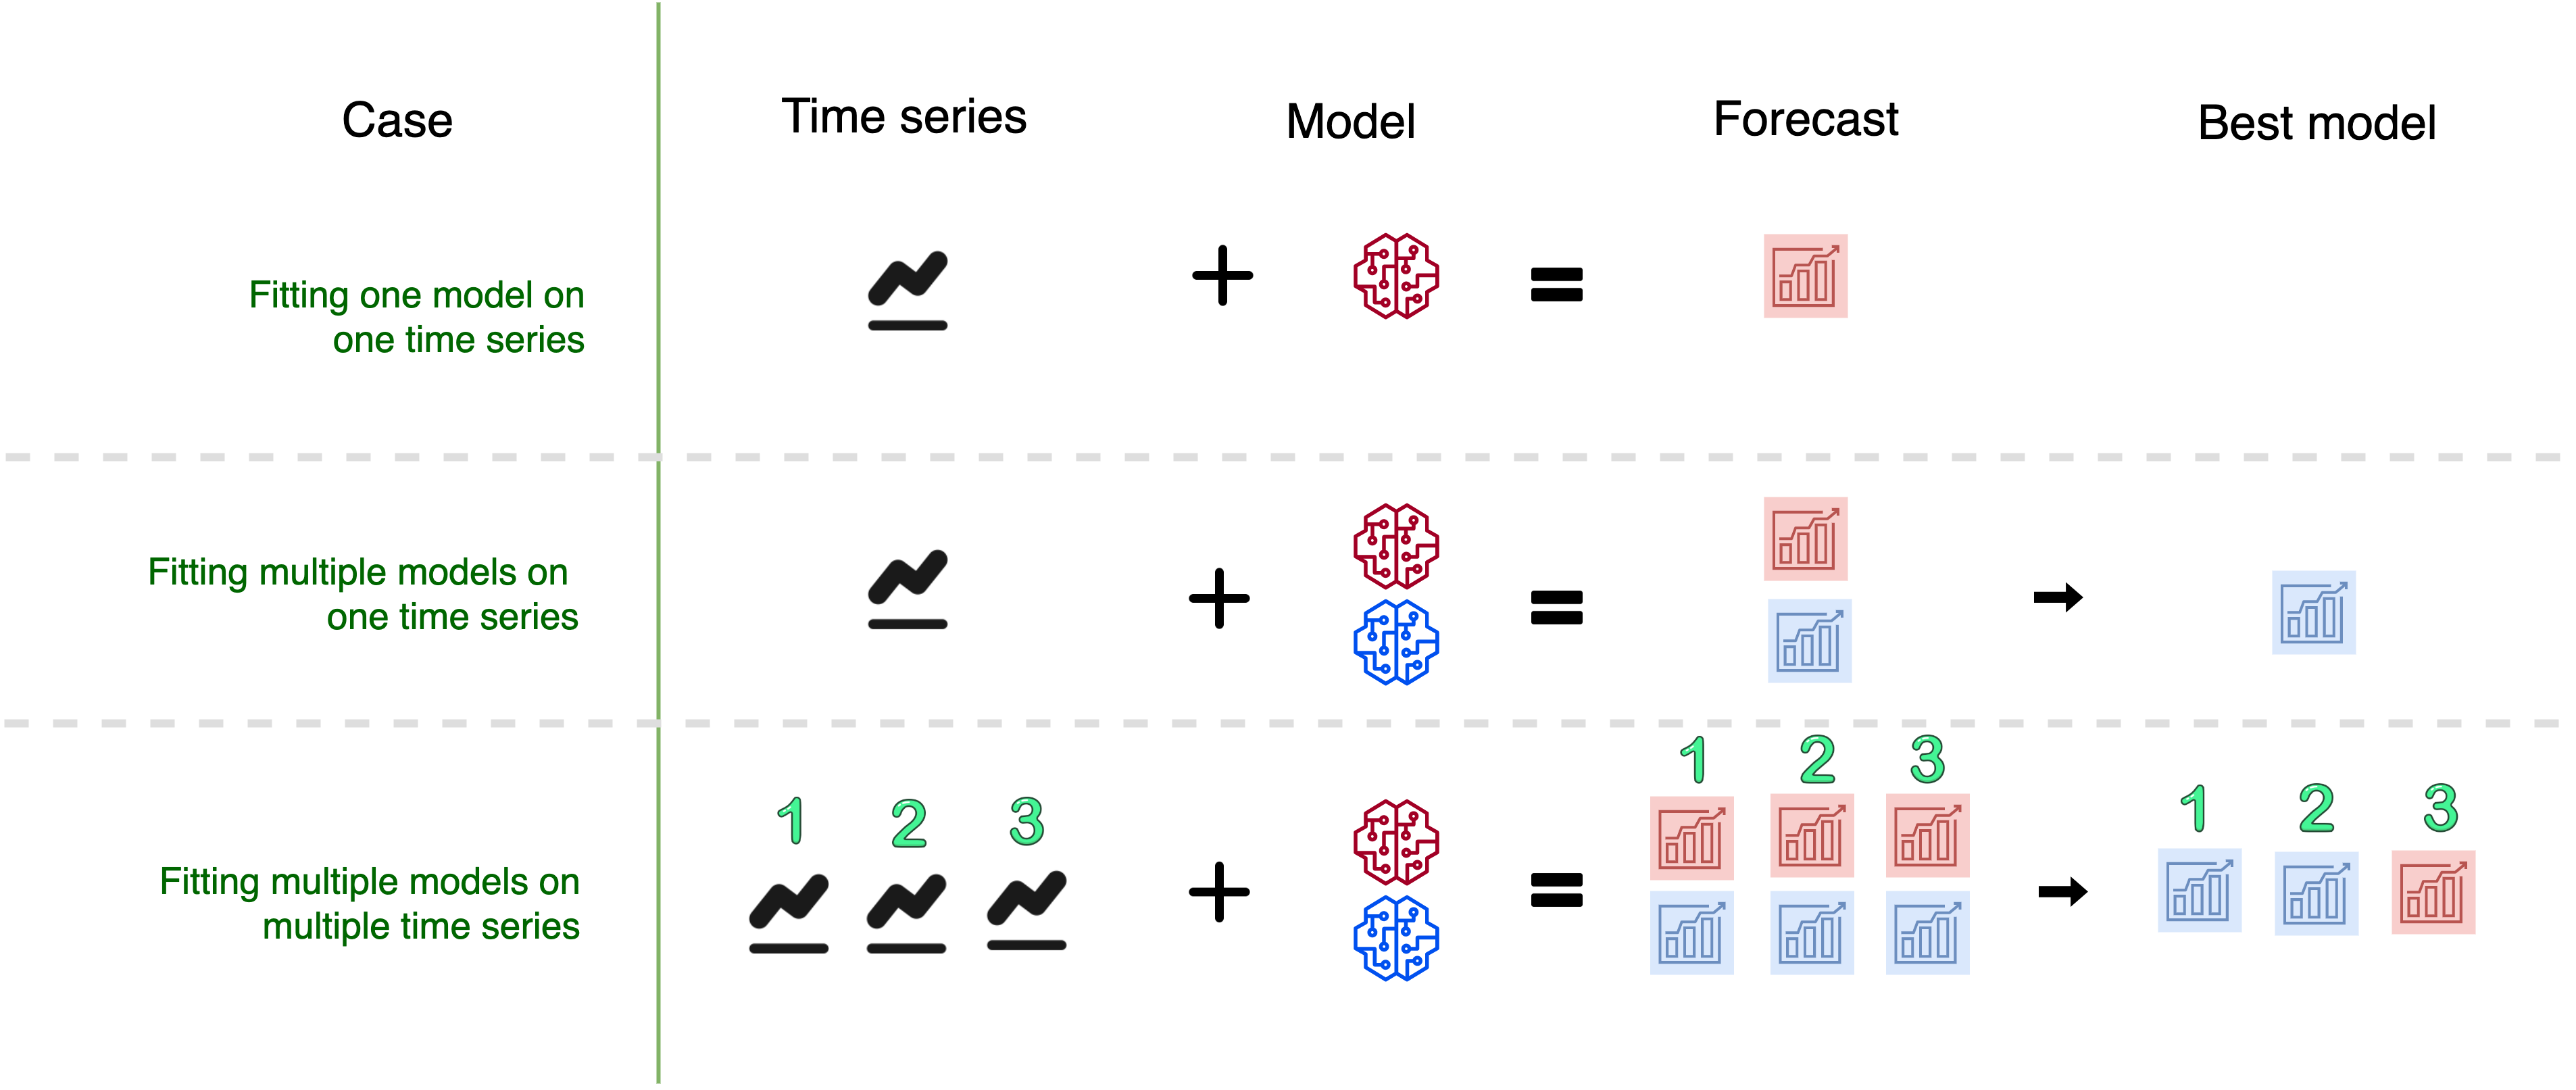 Case
Time series
Model
Forecast
Best model
Fitting one model on
one time series
Fitting multiple models on
one time series
1 2 3
1 2 3
1 2 3
Fitting multiple models on
multiple time series